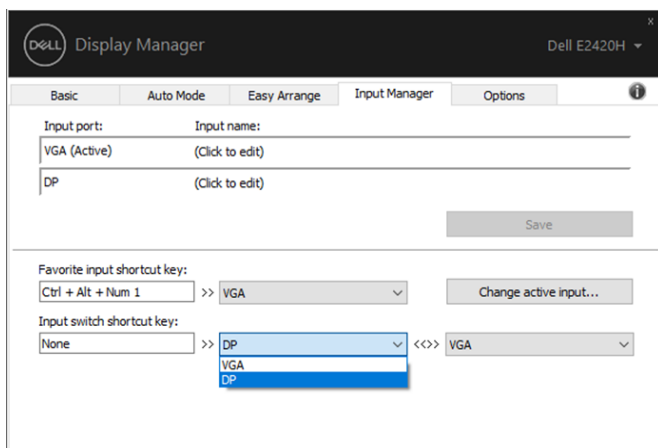 x
DELL Display Manager Dell E2420H
Basic Auto Mode Easy Arrange Input Manager Options i
Input port: Input name:
VGA (Active) (Click to edit)
DP (Click to edit)
Save
Favorite input shortcut key:
Ctrl + Alt + Num 1 >> VGA Change active input...
Input switch shortcut key:
None >> DP <<>> VGA
VGA
DP